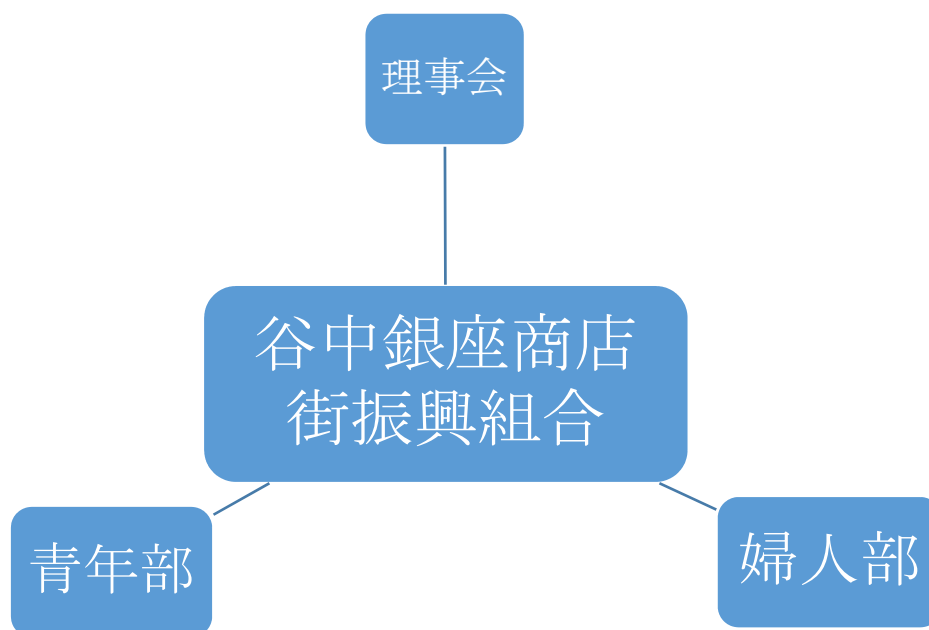 理事会
谷中銀座商店
街振興組合
青年部
婦人部